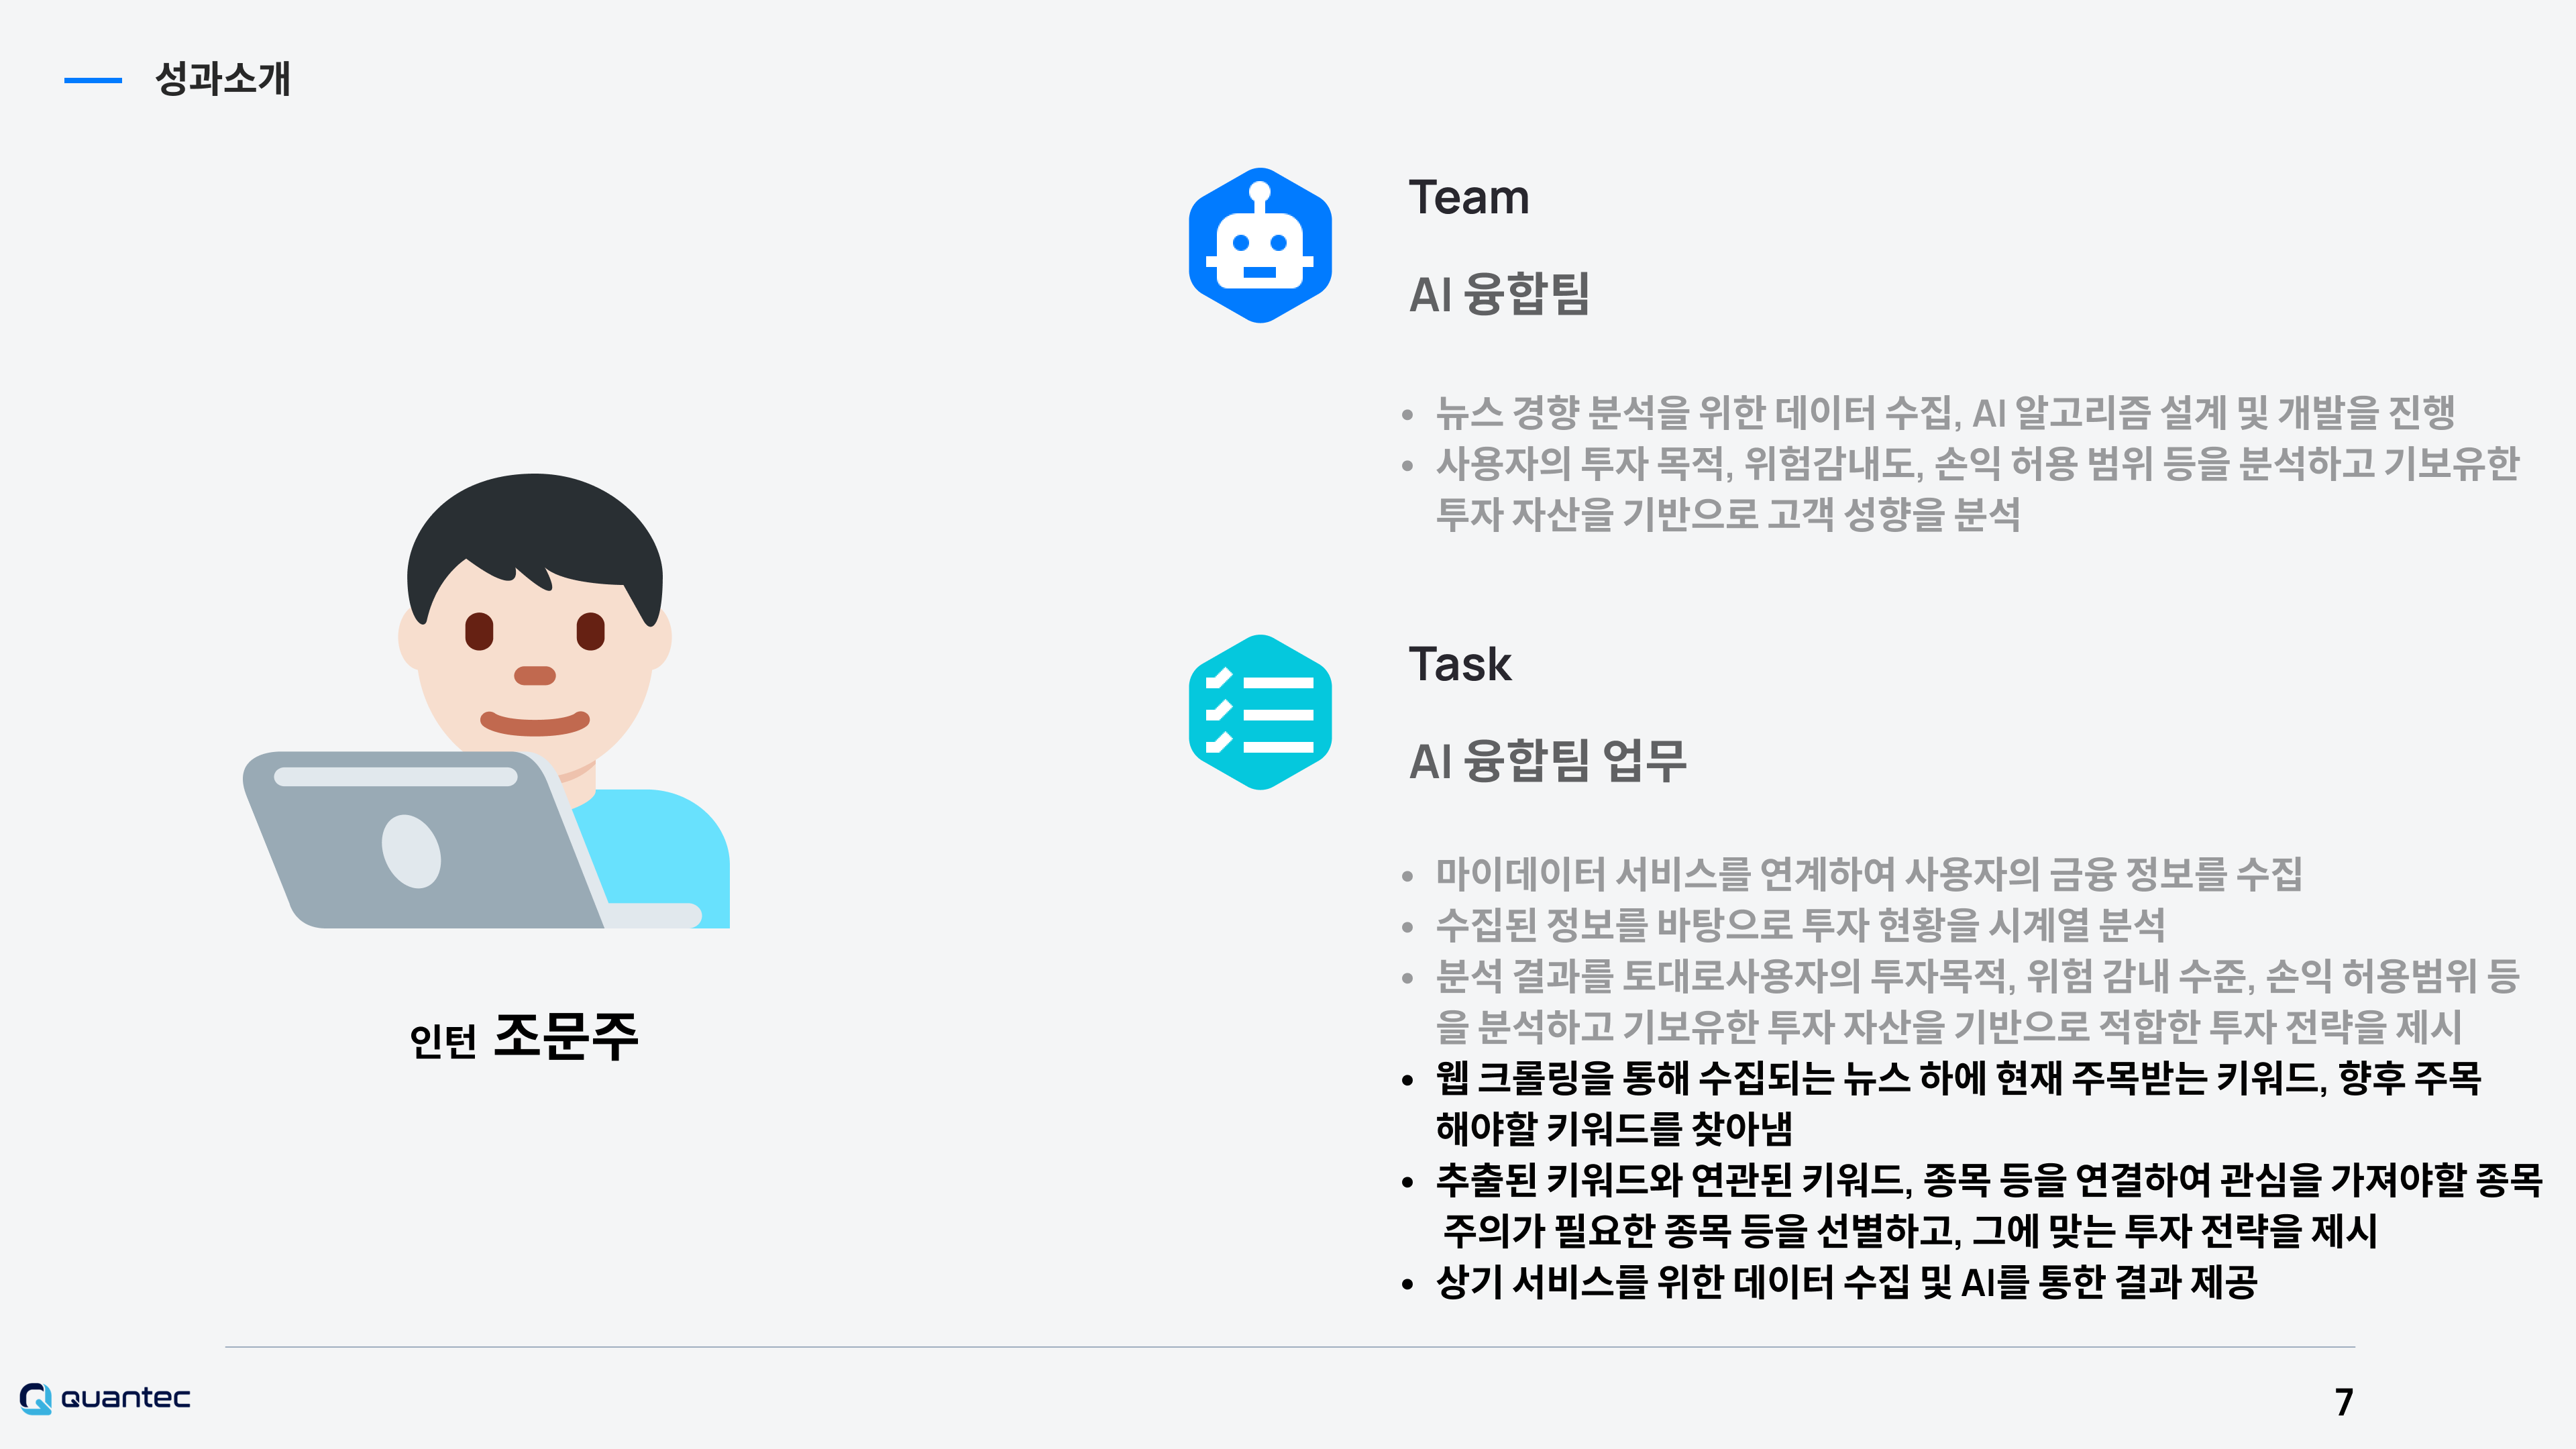 성과소개
Team
AI 융합팀
• 뉴스 경향 분석을 위한 데이터 수집, AI 알고리즘 설계 및 개발을 진행
• 사용자의 투자 목적, 위험감내도, 손익 허용 범위 등을 분석하고 기보유한
투자 자산을 기반으로 고객 성향을 분석
Task
AI 융합팀 업무
• 마이데이터 서비스를 연계하여 사용자의 금융 정보를 수집
• 수집된 정보를 바탕으로 투자 현황을 시계열 분석
• 분석 결과를 토대로사용자의 투자목적, 위험 감내 수준, 손익 허용범위 등
을 분석하고 기보유한 투자 자산을 기반으로 적합한 투자 전략을 제시
• 웹 크롤링을 통해 수집되는 뉴스 하에 현재 주목받는 키워드, 향후 주목
해야할 키워드를 찾아냄
• 추출된 키워드와 연관된 키워드, 종목 등을 연결하여 관심을 가져야할 종목
주의가 필요한 종목 등을 선별하고, 그에 맞는 투자 전략을 제시
• 상기 서비스를 위한 데이터 수집 및 AI를 통한 결과 제공
인턴 조문주
quantec
7